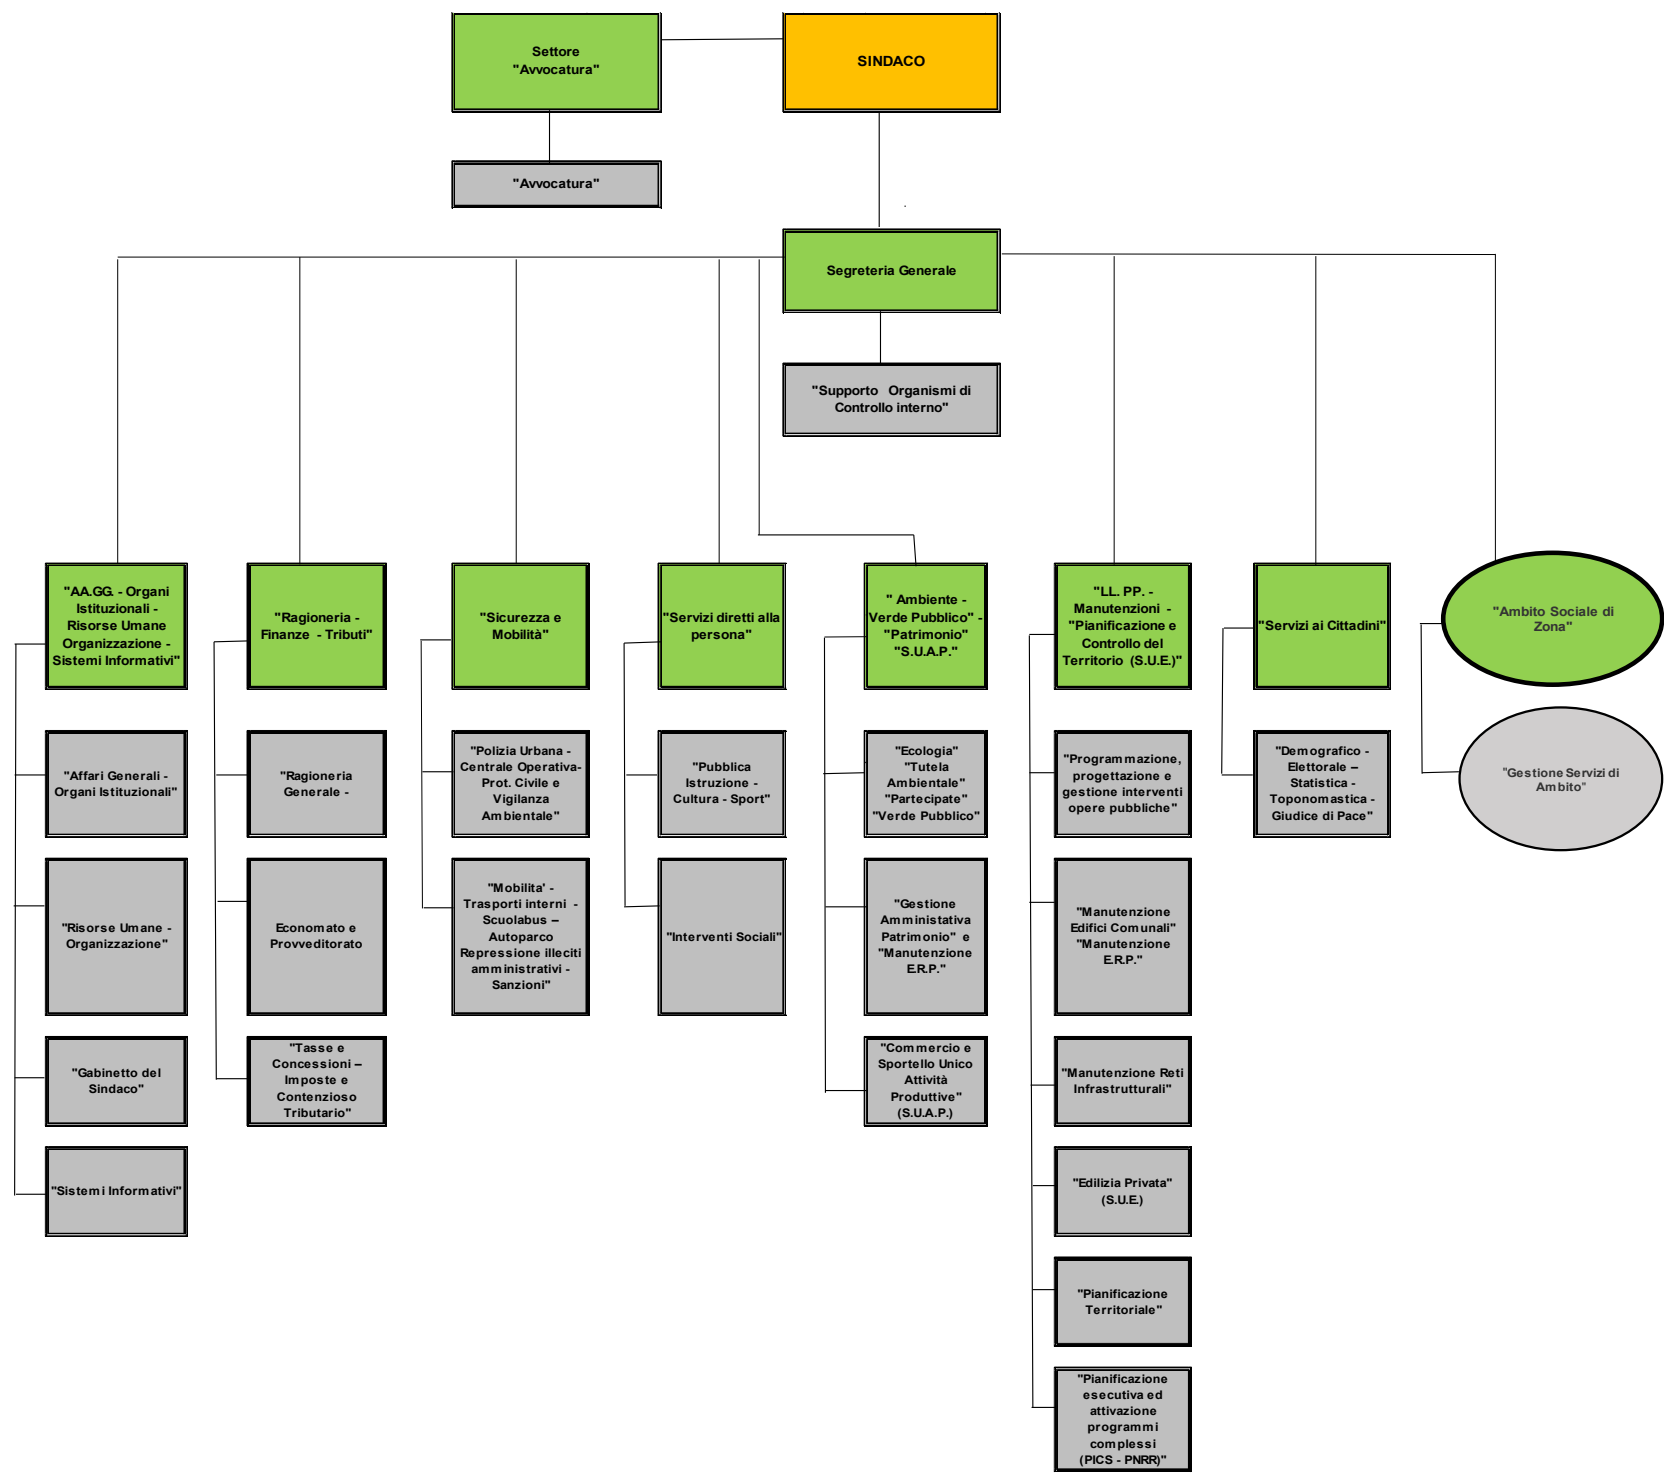 Settore
"Avvocatura"
SINDACO
"Avvocatura"
Segreteria Generale
"Supporto Organismi di
Controllo interno"
"AA.GG. - Organi
Istituzionali -
Risorse Umane
Organizzazione -
Sistemi Informativi"
"Ragioneria -
Finanze - Tributi"
"Sicurezza e
Mobilità"
"Servizi diretti alla
persona"
" Ambiente -
Verde Pubblico" -
"Patrimonio"
"S.U.A.P."
"LL. PP. -
Manutenzioni -
"Pianificazione e
Controllo del
Territorio (S.U.E.)"
"Servizi ai Cittadini"
"Ambito Sociale di
Zona"
"Affari Generali -
Organi Istituzionali"
"Ragioneria
Generale -
"Polizia Urbana -
Centrale Operativa-
Prot. Civile e
Vigilanza
Ambientale"
"Pubblica
Istruzione -
Cultura - Sport"
"Ecologia"
"Tutela
Ambientale"
"Partecipate"
"Verde Pubblico"
"Programmazione,
progettazione e
gestione interventi
opere pubbliche"
"Demografico -
Elettorale –
Statistica -
Toponomastica -
Giudice di Pace"
"Gestione Servizi di
Ambito"
"Risorse Umane -
Organizzazione"
Economato e
Provveditorato
"Mobilita' -
Trasporti interni -
Scuolabus –
Autoparco
Repressione illeciti
amministrativi -
Sanzioni"
"Interventi Sociali"
"Gestione
Amministativa
Patrimonio" e
"Manutenzione
E.R.P."
"Manutenzione
Edifici Comunali"
"Manutenzione
E.R.P."
"Gabinetto del
Sindaco"
"Tasse e
Concessioni –
Imposte e
Contenzioso
Tributario"
"Commercio e
Sportello Unico
Attività
Produttive"
(S.U.A.P.)
"Manutenzione Reti
Infrastrutturali"
"Sistemi Informativi"
"Edilizia Privata"
(S.U.E.)
"Pianificazione
Territoriale"
"Pianificazione
esecutiva ed
attivazione
programmi
complessi
(PICS - PNRR)"